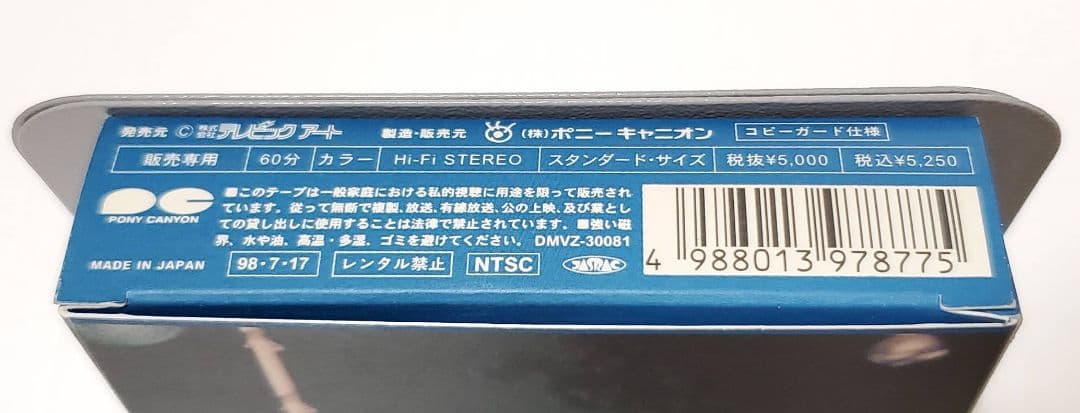 発売元 © 株式会社 テレビック アート 製造・販売元 (株) ポニー キャニオン コピーガード仕様
販売専用 60分 カラー Hi-Fi STEREO スタンダード・サイズ 税抜¥5,000 税込¥5,250
PONY CANYON
■このテープは一般家庭における私的視聴に用途を限って販売され
ています。従って無断で複製、放送、有線放送、公の上映、及び業とし
ての貸し出しに使用することは法律で禁止されています。■強い磁
界、水や油、高温・多湿、ゴミを避けてください。 DMVZ-30081
MADE IN JAPAN 98・7・17 レンタル禁止 NTSC JASRAC
4 988013 978775